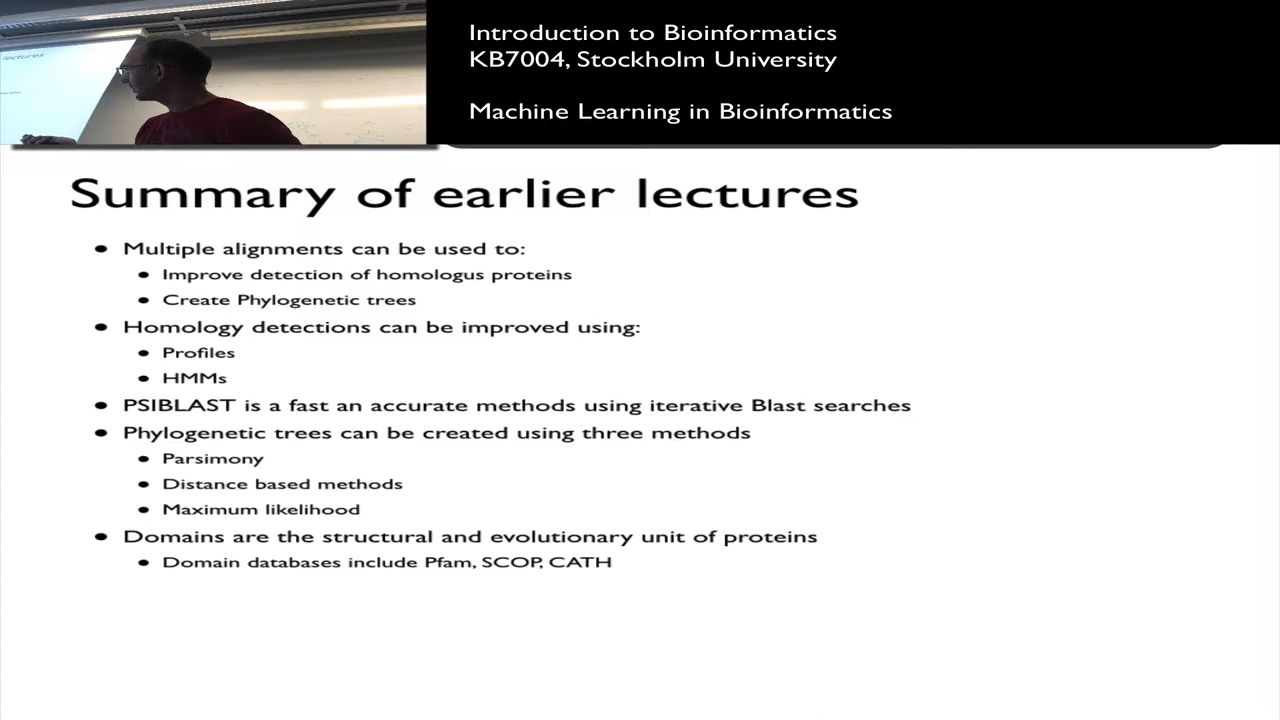 lectures
Introduction to Bioinformatics
KB7004, Stockholm University
Machine Learning in Bioinformatics
Summary of earlier lectures
• Multiple alignments can be used to:
• Improve detection of homologus proteins
• Create Phylogenetic trees
• Homology detections can be improved using:
• Profiles
• HMMs
• PSIBLAST is a fast an accurate methods using iterative Blast searches
• Phylogenetic trees can be created using three methods
• Parsimony
• Distance based methods
• Maximum likelihood
• Domains are the structural and evolutionary unit of proteins
• Domain databases include Pfam, SCOP, CATH